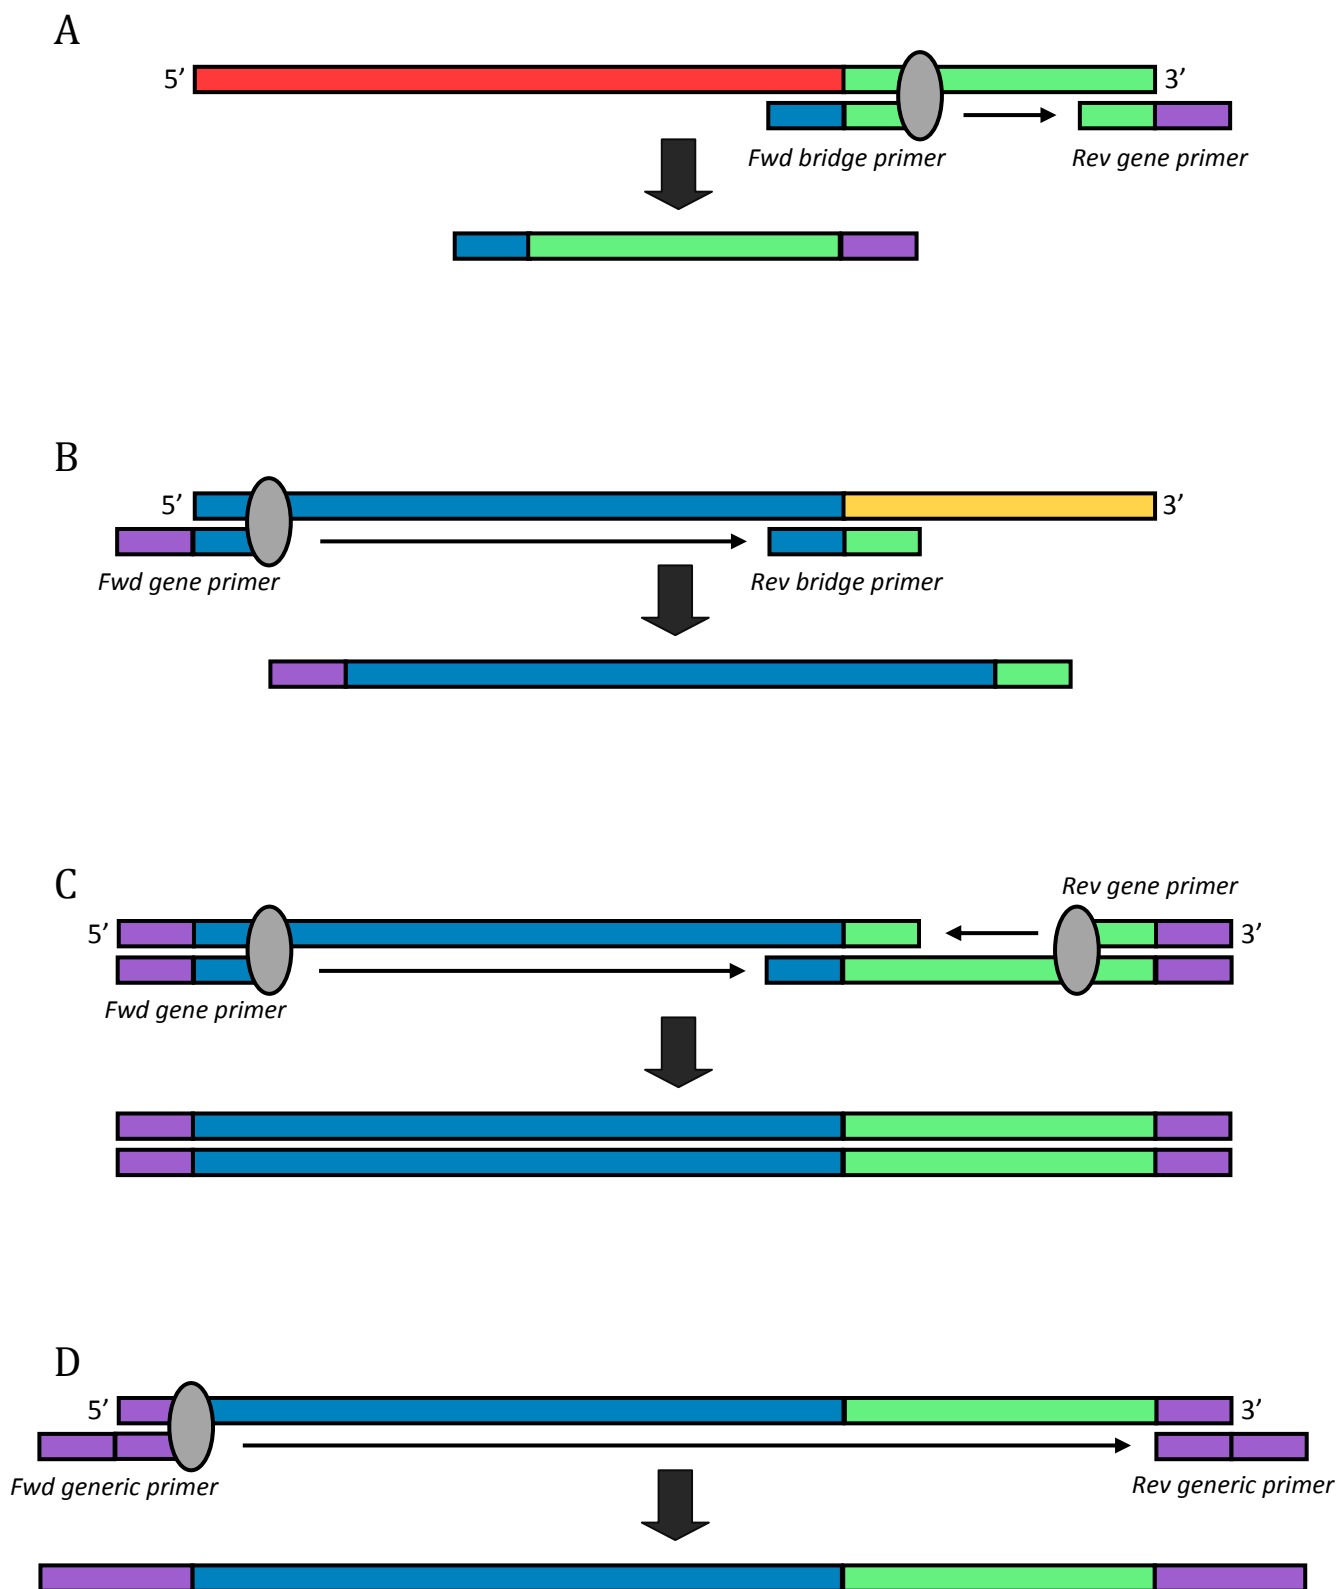 A
5’ 3’
Fwd bridge primer Rev gene primer
B
5’ 3’
Fwd gene primer Rev bridge primer
C
Rev gene primer
5’ 3’
Fwd gene primer
D
5’ 3’
Fwd generic primer Rev generic primer